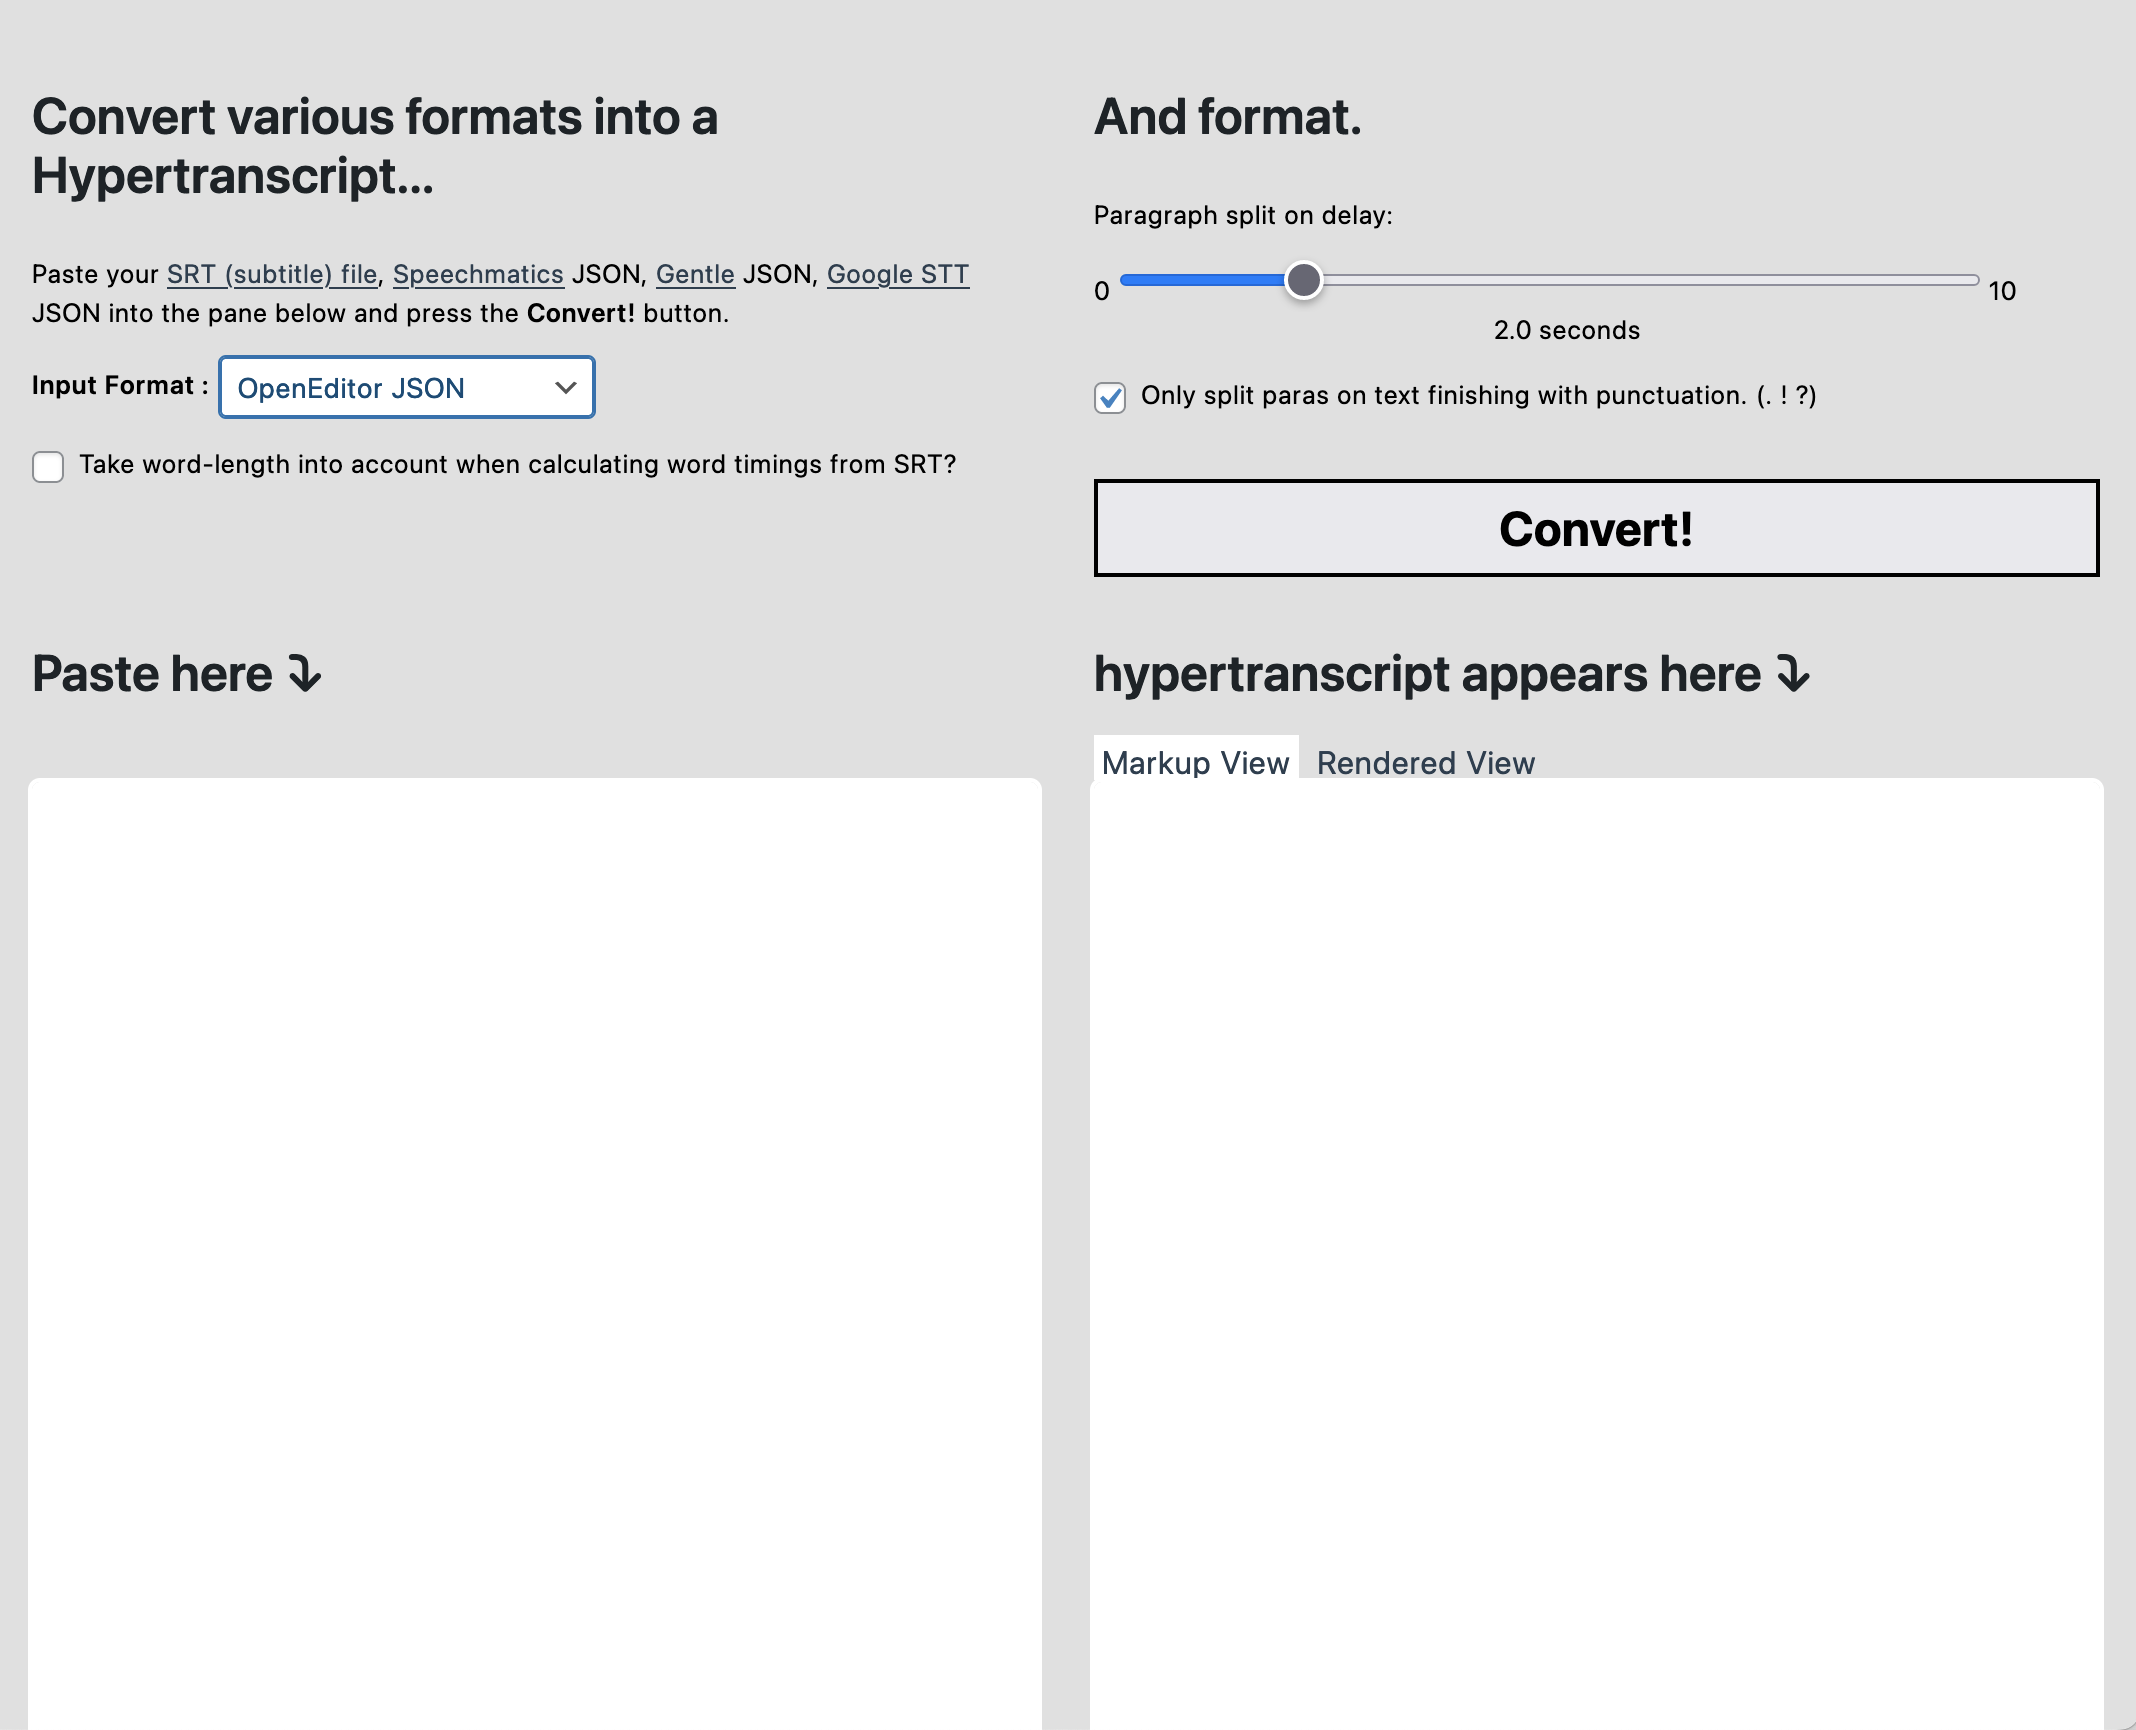 Convert various formats into a
Hypertranscript...
Paste your SRT (subtitle) file, Speechmatics JSON, Gentle JSON, Google STT
JSON into the pane below and press the Convert! button.
Input Format :
OpenEditor JSON
Take word-length into account when calculating word timings from SRT?
And format.
Paragraph split on delay:
0
10
2.0 seconds
Only split paras on text finishing with punctuation. (. ! ?)
Convert!
Paste here ⤵
hypertranscript appears here ⤵
Markup View
Rendered View